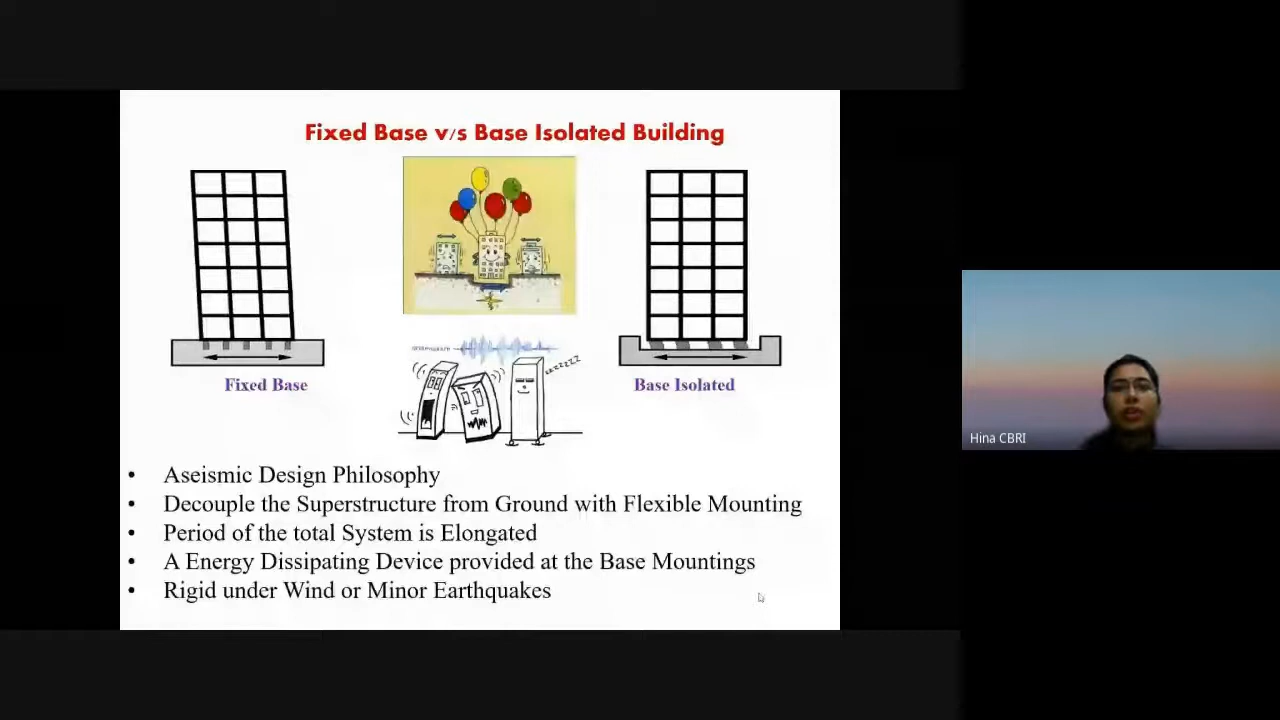 Fixed Base v/s Base Isolated Building
Fixed Base
Base Isolated
zzzzz
• Aseismic Design Philosophy
• Decouple the Superstructure from Ground with Flexible Mounting
• Period of the total System is Elongated
• A Energy Dissipating Device provided at the Base Mountings
• Rigid under Wind or Minor Earthquakes
Hina CBRI